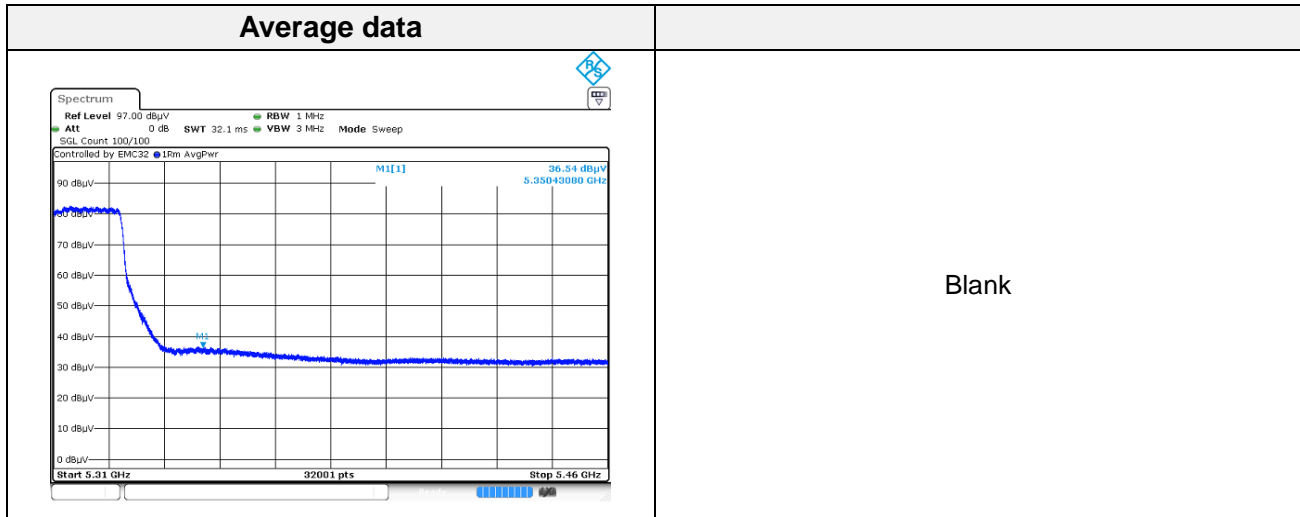 Average data
R&S
Spectrum
Ref Level 97.00 dBµV RBW 1 MHz
Att 0 dB SWT 32.1 ms VBW 3 MHz Mode Sweep
SGL Count 100/100
Controlled by EMC32 1Rm AvgPwr
M1[1] 36.54 dBµV
5.35043080 GHz
90 dBµV
80 dBµV
70 dBµV
60 dBµV
50 dBµV
40 dBµV
M1
30 dBµV
20 dBµV
10 dBµV
0 dBµV
Start 5.31 GHz 32001 pts Stop 5.46 GHz
Blank